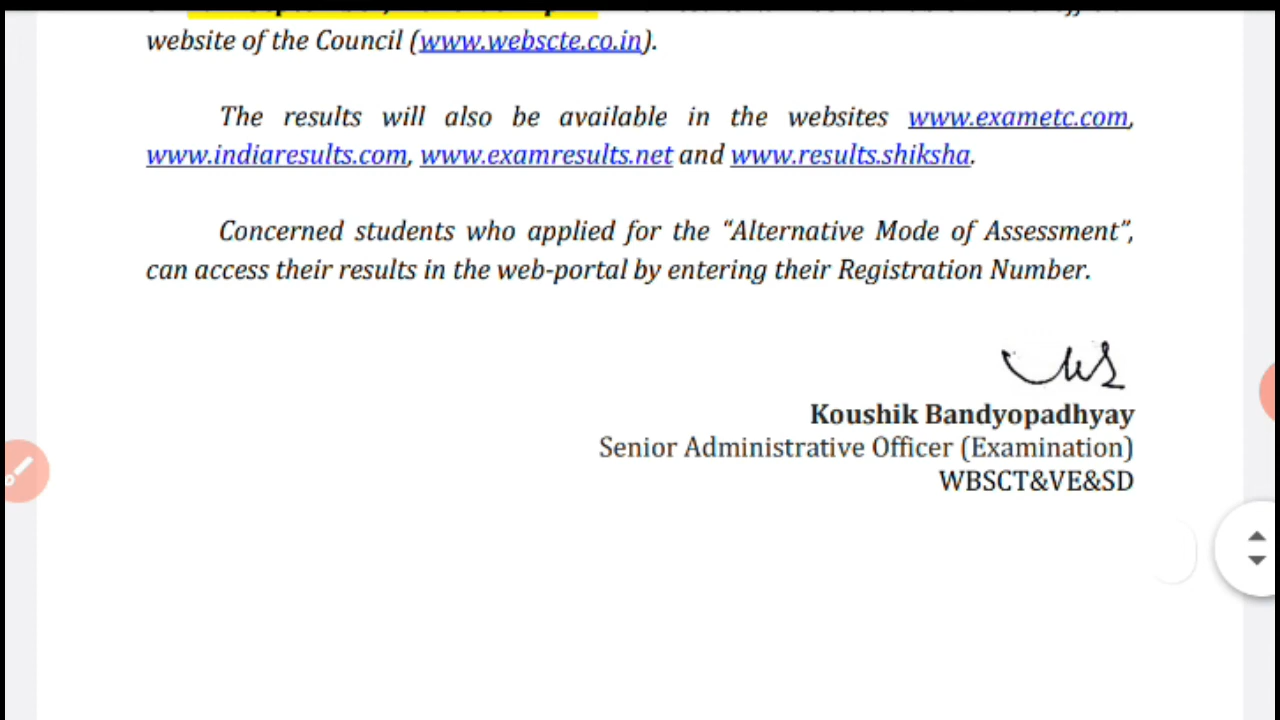 website of the Council (www.webscte.co.in).
The results will also be available in the websites www.exametc.com,
www.indiaresults.com, www.examresults.net and www.results.shiksha.
Concerned students who applied for the “Alternative Mode of Assessment”,
can access their results in the web-portal by entering their Registration Number.
Koushik Bandyopadhyay
Senior Administrative Officer (Examination)
WBSCT&VE&SD